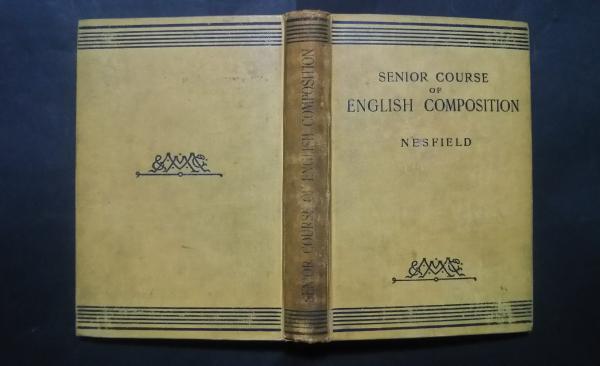 SENIOR COURSE OF ENGLISH COMPOSITION
SENIOR COURSE
OF
ENGLISH COMPOSITION
NESFIELD